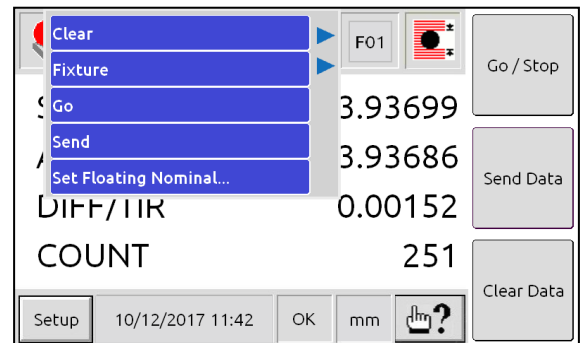 Clear
F01
±
Go / Stop
Fixture
Go
3.93699
Send
3.93686
Set Floating Nominal...
Send Data
DIFF/TIR 0.00152
COUNT 251
Clear Data
Setup 10/12/2017 11:42 OK mm ?